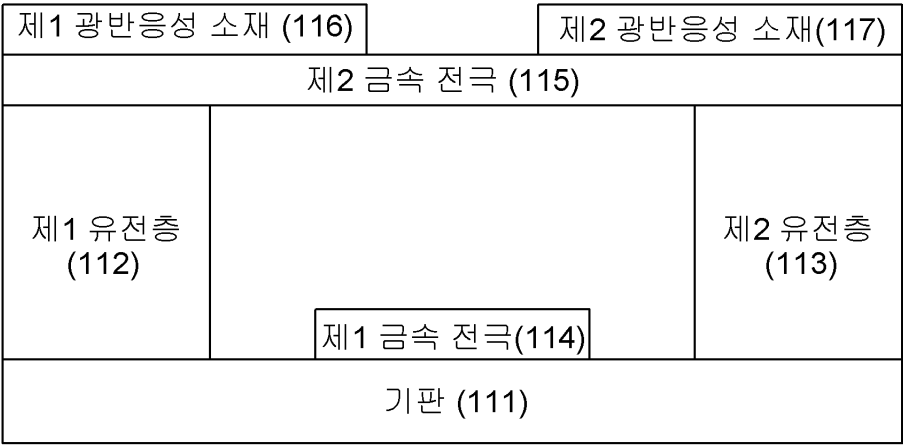 제1 광반응성 소재 (116)
제2 광반응성 소재(117)
제2 금속 전극 (115)
제1 유전층
(112)
제2 유전층
(113)
제1 금속 전극(114)
기판 (111)